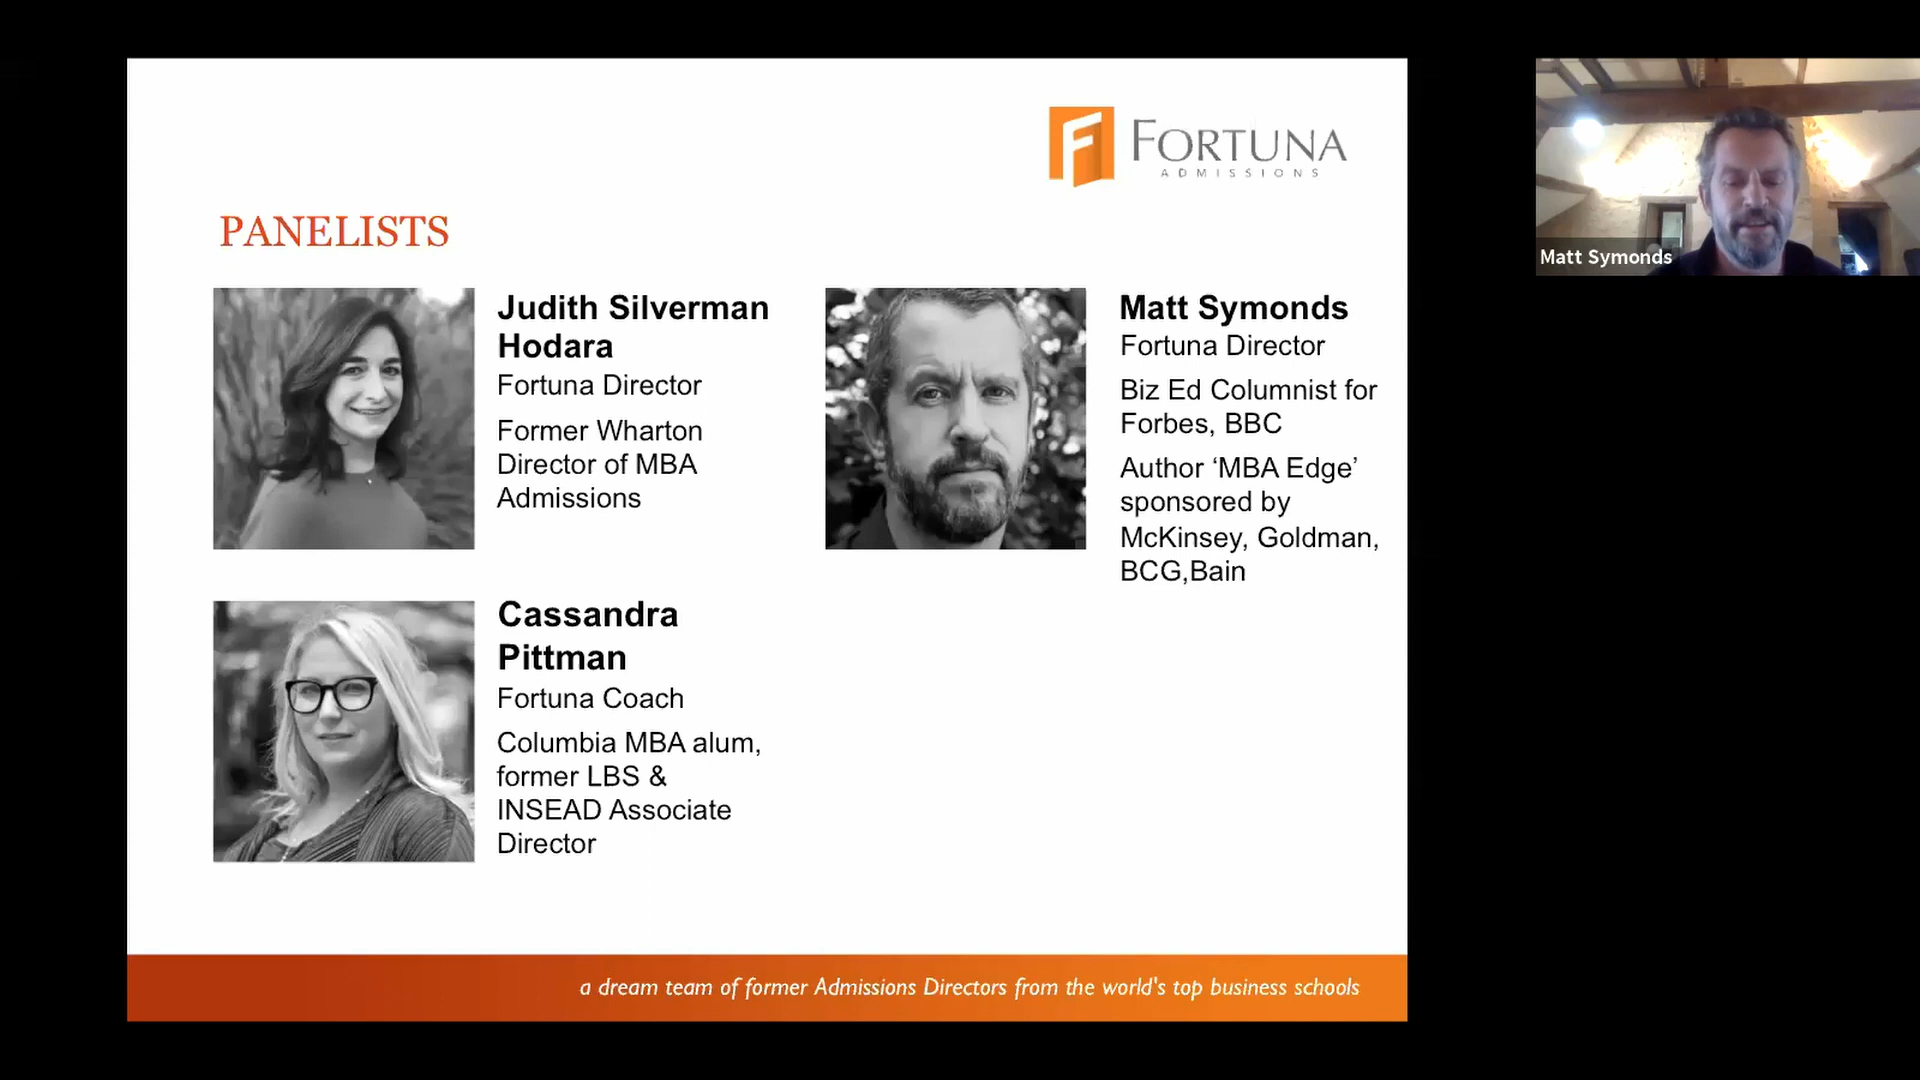 FORTUNA
ADMISSIONS
PANELISTS
Judith Silverman
Hodara
Fortuna Director
Former Wharton
Director of MBA
Admissions
Matt Symonds
Fortuna Director
Biz Ed Columnist for
Forbes, BBC
Author ‘MBA Edge’
sponsored by
McKinsey, Goldman,
BCG,Bain
Cassandra
Pittman
Fortuna Coach
Columbia MBA alum,
former LBS &
INSEAD Associate
Director
a dream team of former Admissions Directors from the world's top business schools
Matt Symonds